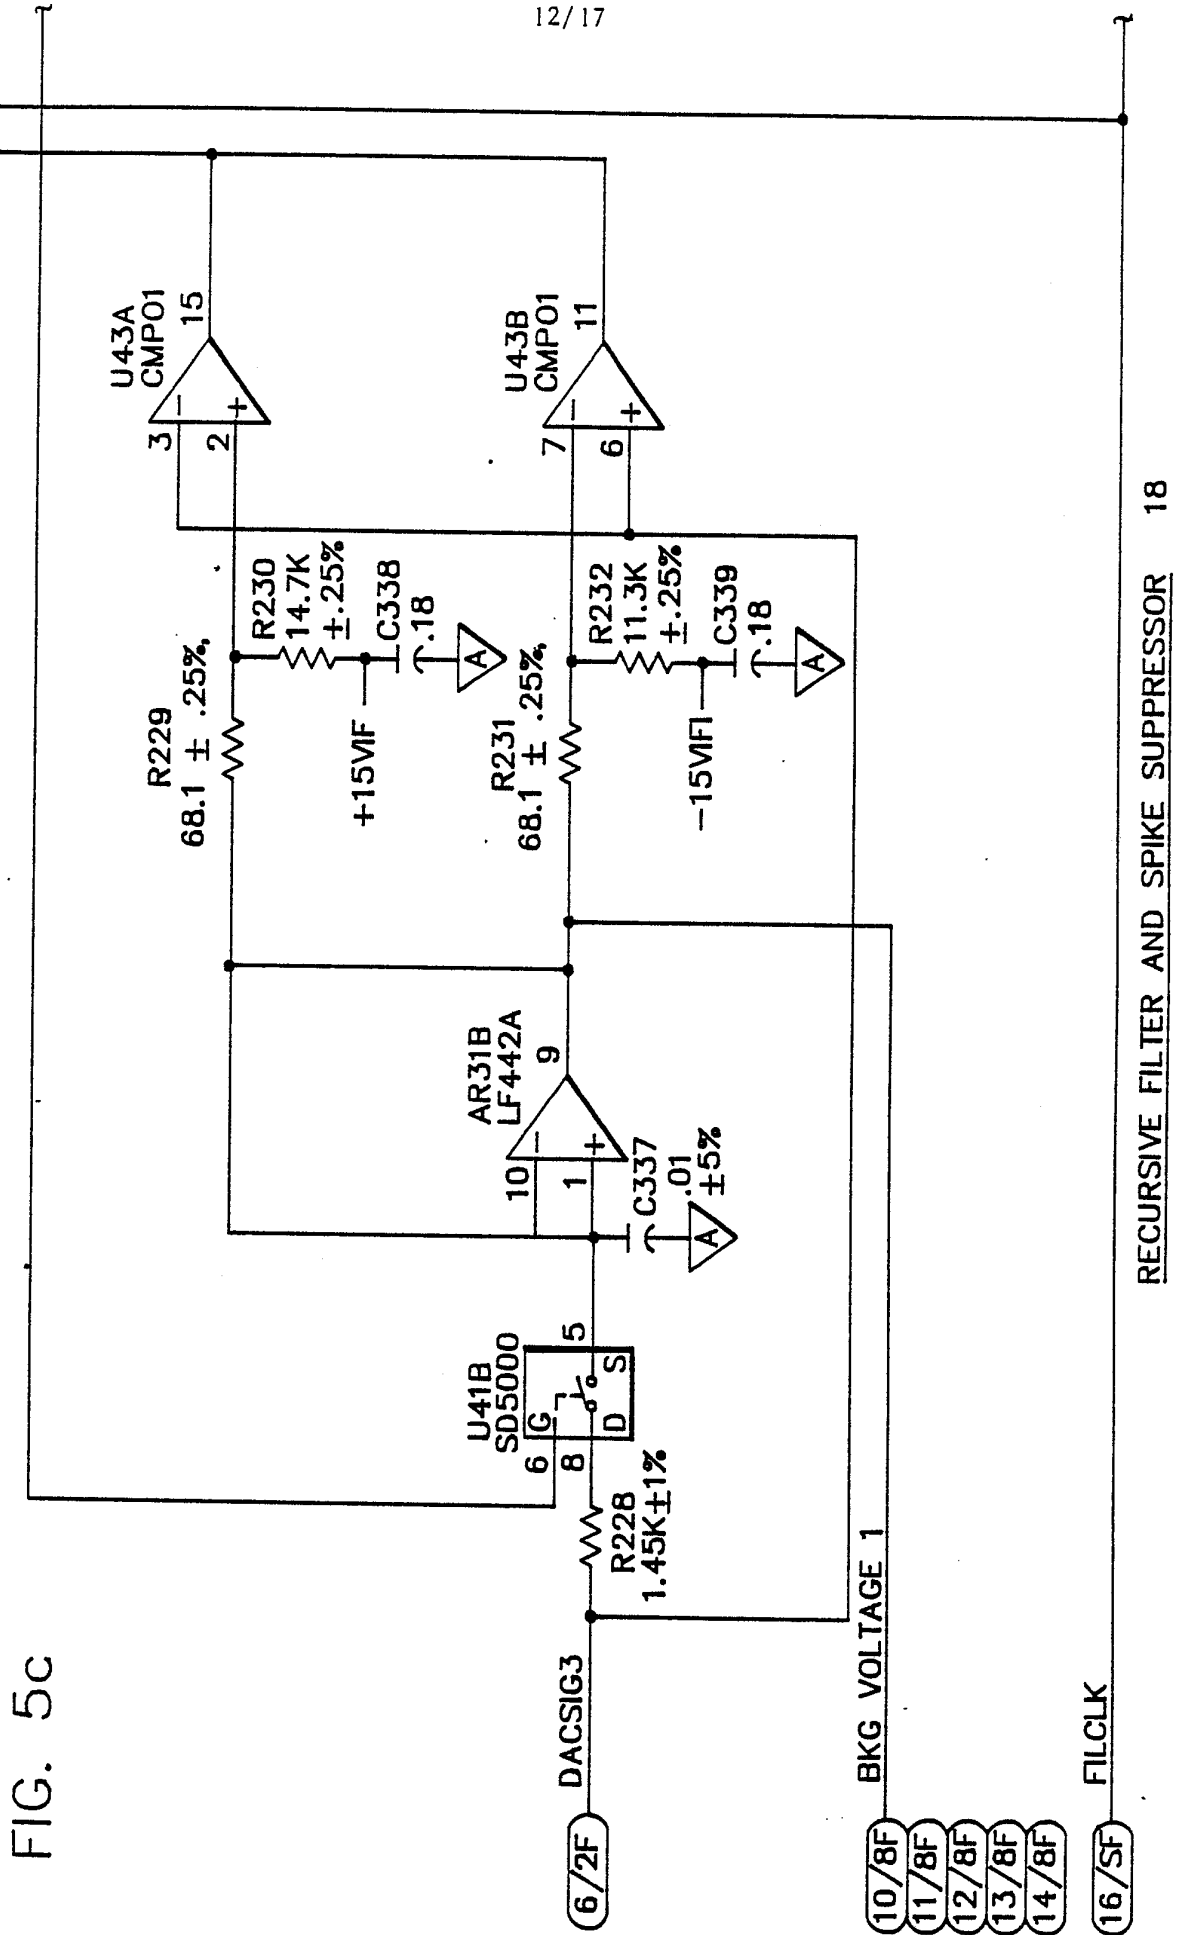 12/17
FIG. 5c
U43A
CMP01
3
2
15
U43B
CMP01
7
6
11
R229
68.1 ± .25%,
R230
14.7K
±.25%
+15VIF
C338
.18
A
R231
68.1 ± .25%,
R232
11.3K
±.25%
-15VIF1
C339
.18
A
AR31B
LF442A
10
1
9
C337
.01
±5%
A
U41B
SD5000
6
8
5
G
D
S
R228
1.45K±1%
DACSIG3
6/2F
BKG VOLTAGE 1
10/8F
11/8F
12/8F
13/8F
14/8F
FILCLK
16/SF
RECURSIVE FILTER AND SPIKE SUPPRESSOR 18